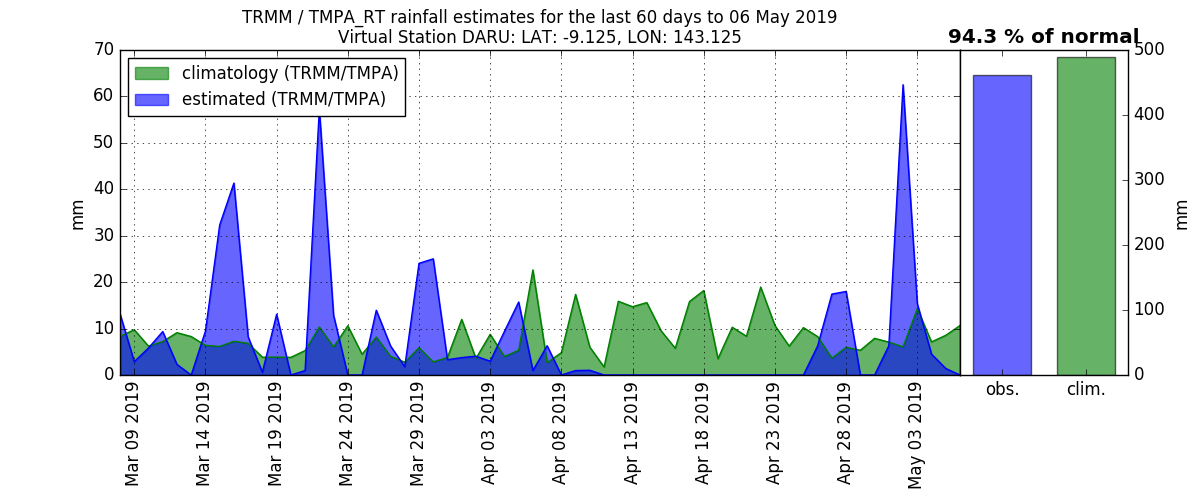 TRMM / TMPA_RT rainfall estimates for the last 60 days to 06 May 2019
Virtual Station DARU: LAT: -9.125, LON: 143.125
94.3 % of normal
climatology (TRMM/TMPA)
estimated (TRMM/TMPA)
70
60
50
40
30
20
10
0
mm
500
400
300
200
100
0
mm
Mar 09 2019
Mar 14 2019
Mar 19 2019
Mar 24 2019
Mar 29 2019
Apr 03 2019
Apr 08 2019
Apr 13 2019
Apr 18 2019
Apr 23 2019
Apr 28 2019
May 03 2019
obs.
clim.